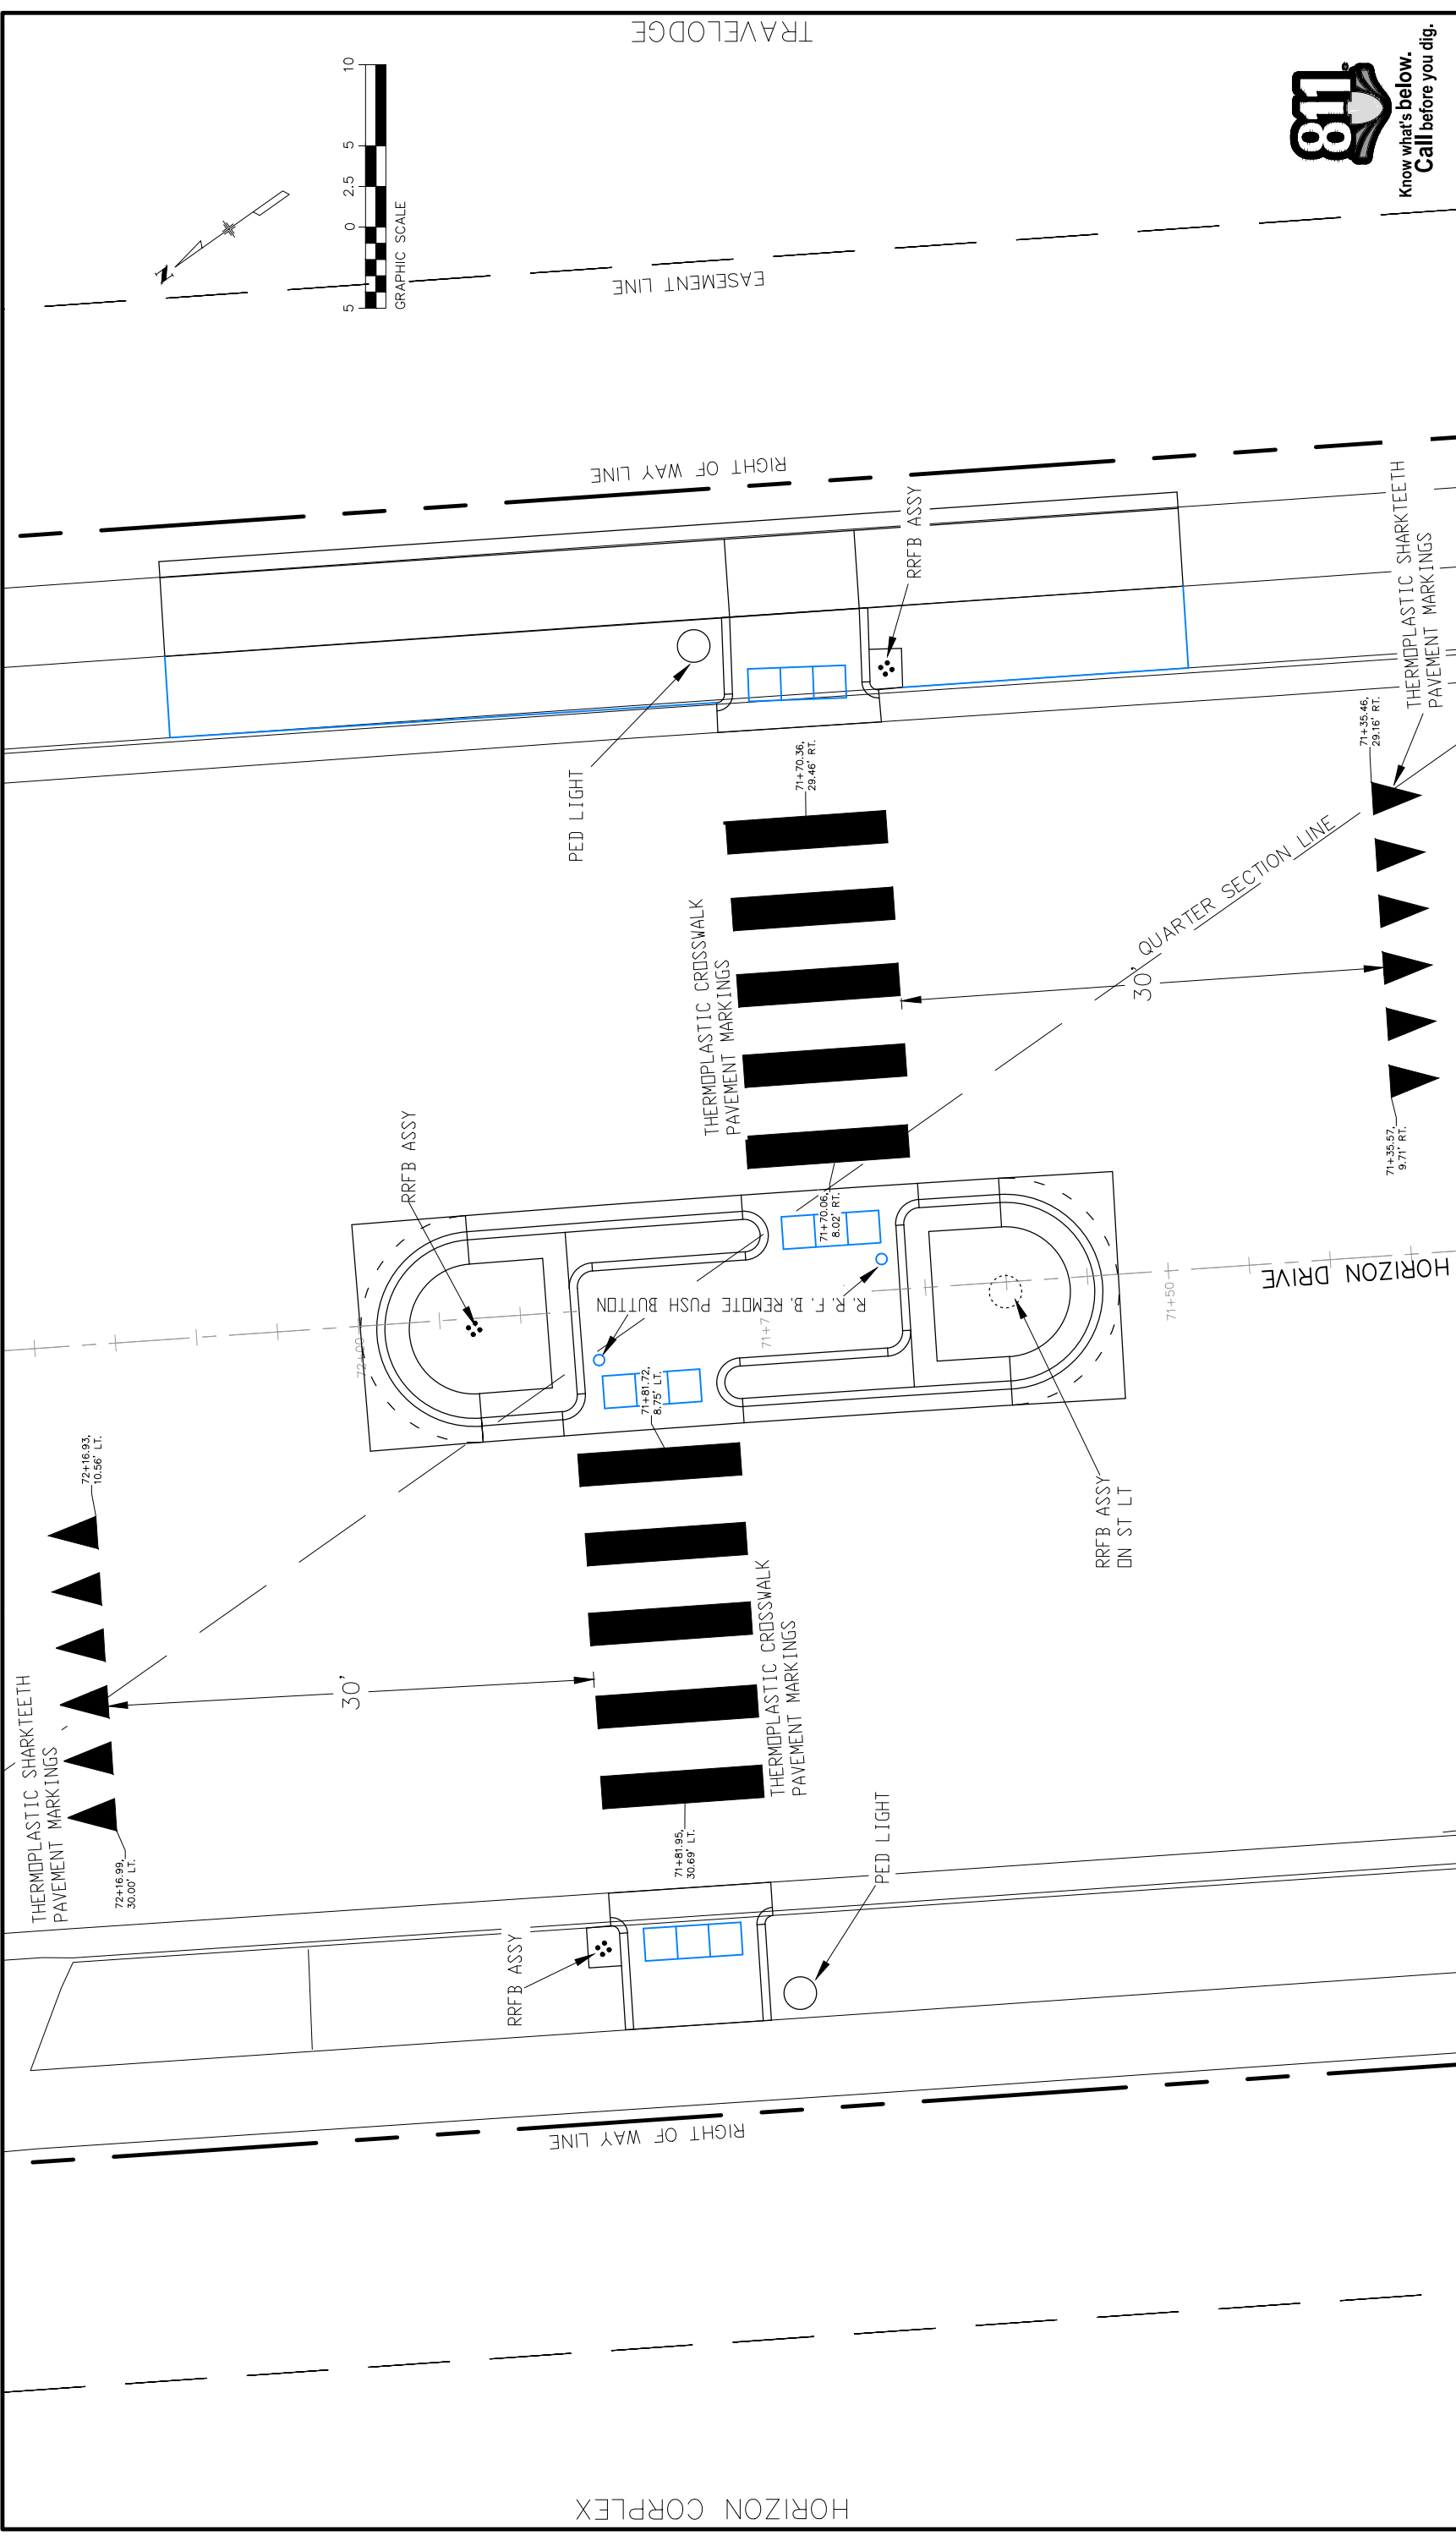 TRAVELODGE
5
0
2.5
5
10
GRAPHIC SCALE
N
811
Know what's below.
Call before you dig.
EASEMENT LINE
RIGHT OF WAY LINE
RRFB ASSY
THERMOPLASTIC SHARKTEETH
PAVEMENT MARKINGS
71+35.46,
29.16' RT.
PED LIGHT
71+70.36,
29.46' RT.
THERMOPLASTIC CROSSWALK
PAVEMENT MARKINGS
QUARTER SECTION LINE
30'
71+35.57,
9.71' RT.
RRFB ASSY
71+70.06,
8.02' RT.
R. R. F. B. REMOTE PUSH BUTTON
HORIZON DRIVE
71+50
71+7
72+00
71+81.72,
8.75' LT.
RRFB ASSY
ON ST LT
72+16.93,
10.56' LT.
30'
THERMOPLASTIC SHARKTEETH
PAVEMENT MARKINGS
THERMOPLASTIC CROSSWALK
PAVEMENT MARKINGS
72+16.99,
30.00' LT.
71+81.95,
30.69' LT.
PED LIGHT
RRFB ASSY
RIGHT OF WAY LINE
HORIZON CORPLEX